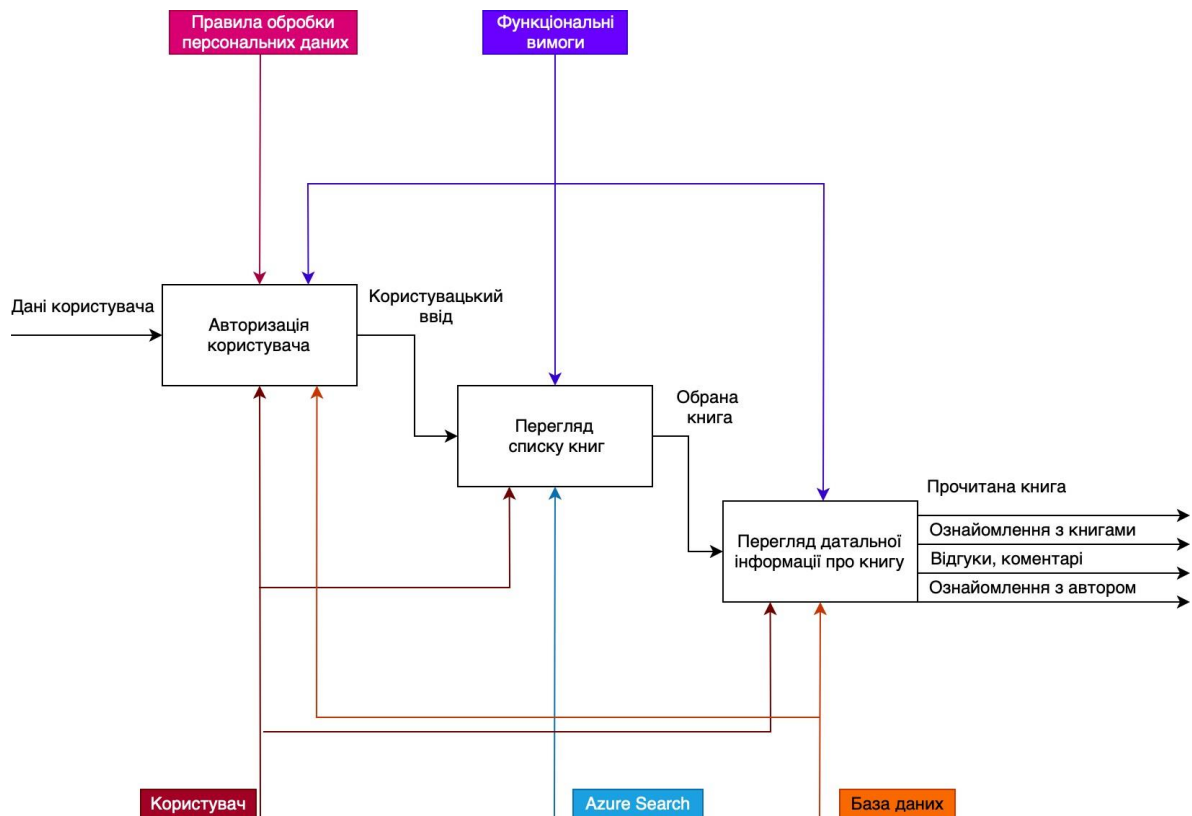 Правила обробки
персональних даних
Функціональні
вимоги
Дані користувача
Авторизація
користувача
Користувацький
ввід
Перегляд
списку книг
Обрана
книга
Перегляд датальної
інформації про книгу
Прочитана книга
Ознайомлення з книгами
Відгуки, коментарі
Ознайомлення з автором
Користувач
Azure Search
База даних